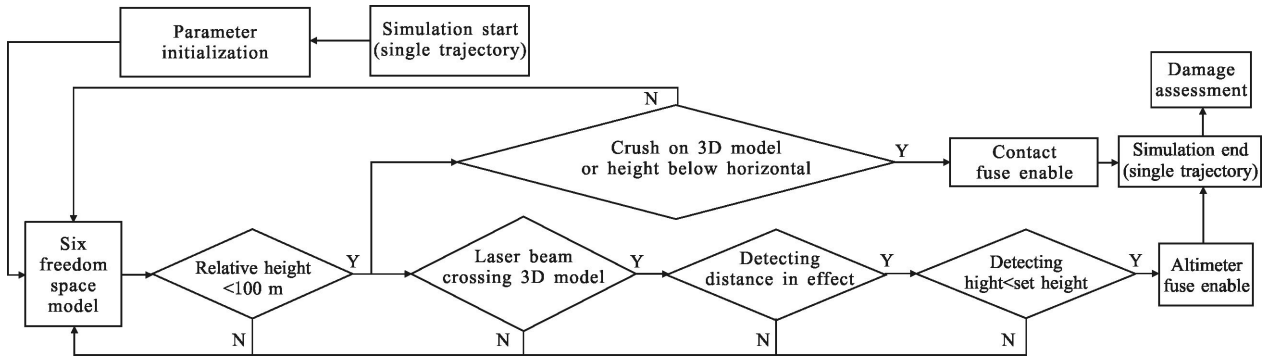 Parameter
initialization
Simulation start
(single trajectory)
Damage
assessment
N
Crush on 3D model
or height below horizontal
Y
Contact
fuse enable
Simulation end
(single trajectory)
Six
freedom
space
model
Relative height
<100 m
Y
N
Laser beam
crossing 3D model
Y
N
Detecting
distance in effect
Y
N
Detecting
hight<set height
Y
N
Altimeter
fuse enable